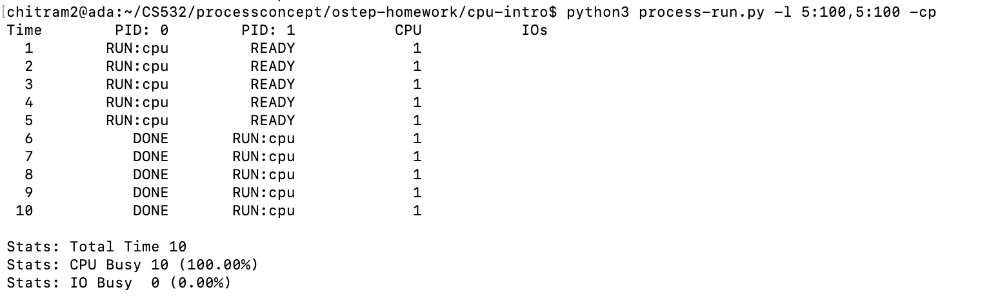 [chitram2@ada:~/CS532/processconcept/ostep-homework/cpu-intro$ python3 process-run.py -l 5:100,5:100 -cp
Time        PID: 0        PID: 1           CPU           IOs
  1        RUN:cpu         READY             1
  2        RUN:cpu         READY             1
  3        RUN:cpu         READY             1
  4        RUN:cpu         READY             1
  5        RUN:cpu         READY             1
  6           DONE       RUN:cpu             1
  7           DONE       RUN:cpu             1
  8           DONE       RUN:cpu             1
  9           DONE       RUN:cpu             1
 10           DONE       RUN:cpu             1

Stats: Total Time 10
Stats: CPU Busy 10 (100.00%)
Stats: IO Busy  0 (0.00%)